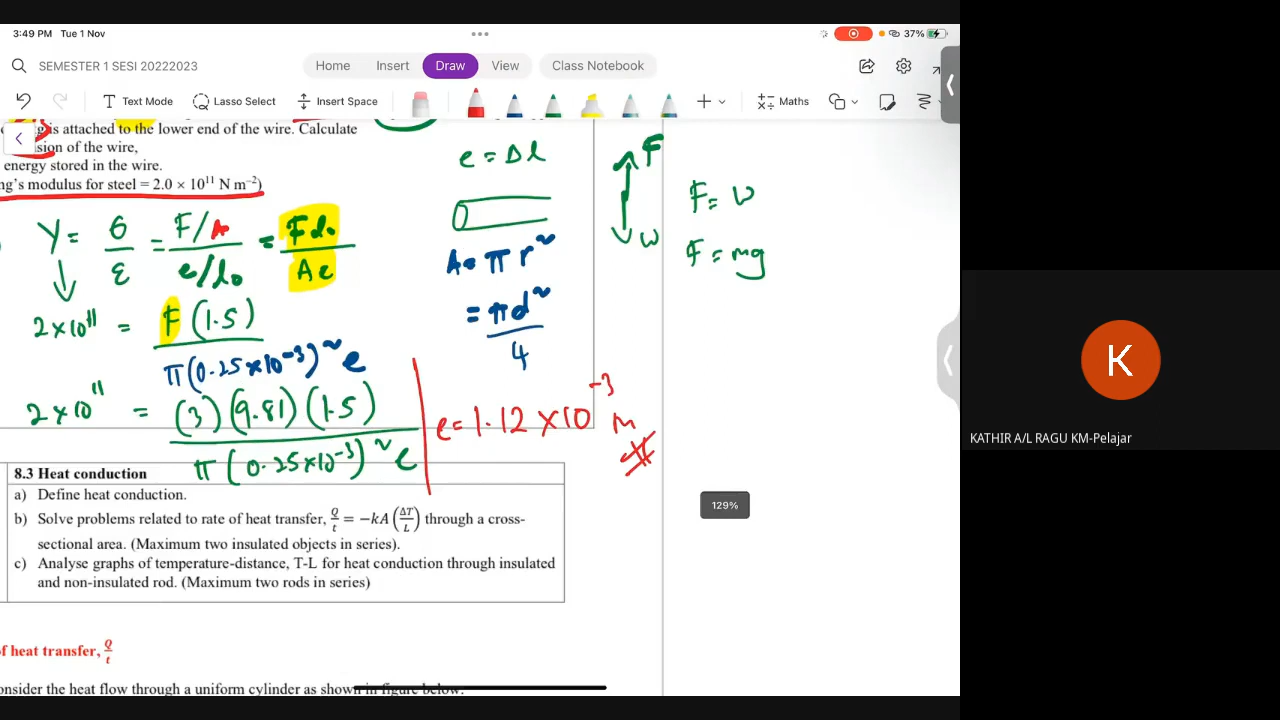 3:49 PM Tue 1 Nov
37%
SEMESTER 1 SESI 20222023
Home Insert Draw View Class Notebook
Text Mode Lasso Select Insert Space Maths
is attached to the lower end of the wire. Calculate
sion of the wire,
energy stored in the wire.
ng's modulus for steel = 2.0 × 10¹¹ N m⁻²)
e = Δl
F
W
F = W
F = mg
Y = σ/ε = (F/A)/(e/l₀) = Fl₀/Ae
A = πr²
= πd²/4
2×10¹¹ = F(1.5)/π(0.25×10⁻³)²e
2×10¹¹ = (3)(9.81)(1.5)/π(0.25×10⁻³)²e
e = 1.12×10⁻³ m
8.3 Heat conduction
a) Define heat conduction.
b) Solve problems related to rate of heat transfer, Q/t = −kA(ΔT/L) through a cross-
sectional area. (Maximum two insulated objects in series).
c) Analyse graphs of temperature-distance, T-L for heat conduction through insulated
and non-insulated rod. (Maximum two rods in series)
129%
of heat transfer, Q/t
onsider the heat flow through a uniform cylinder as shown in figure below.
K
KATHIR A/L RAGU KM-Pelajar